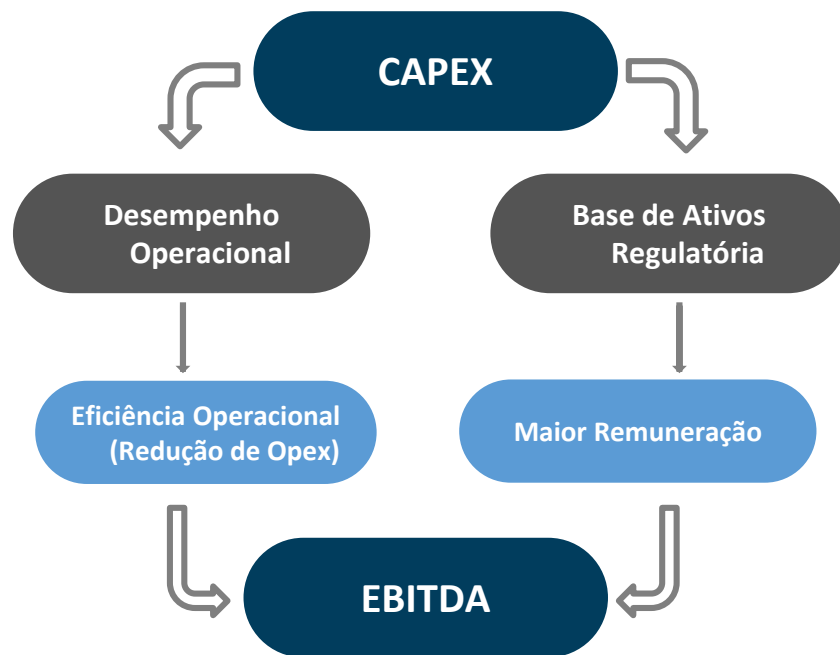 CAPEX
Desempenho
Operacional
Base de Ativos
Regulatória
Eficiência Operacional
(Redução de Opex)
Maior Remuneração
EBITDA